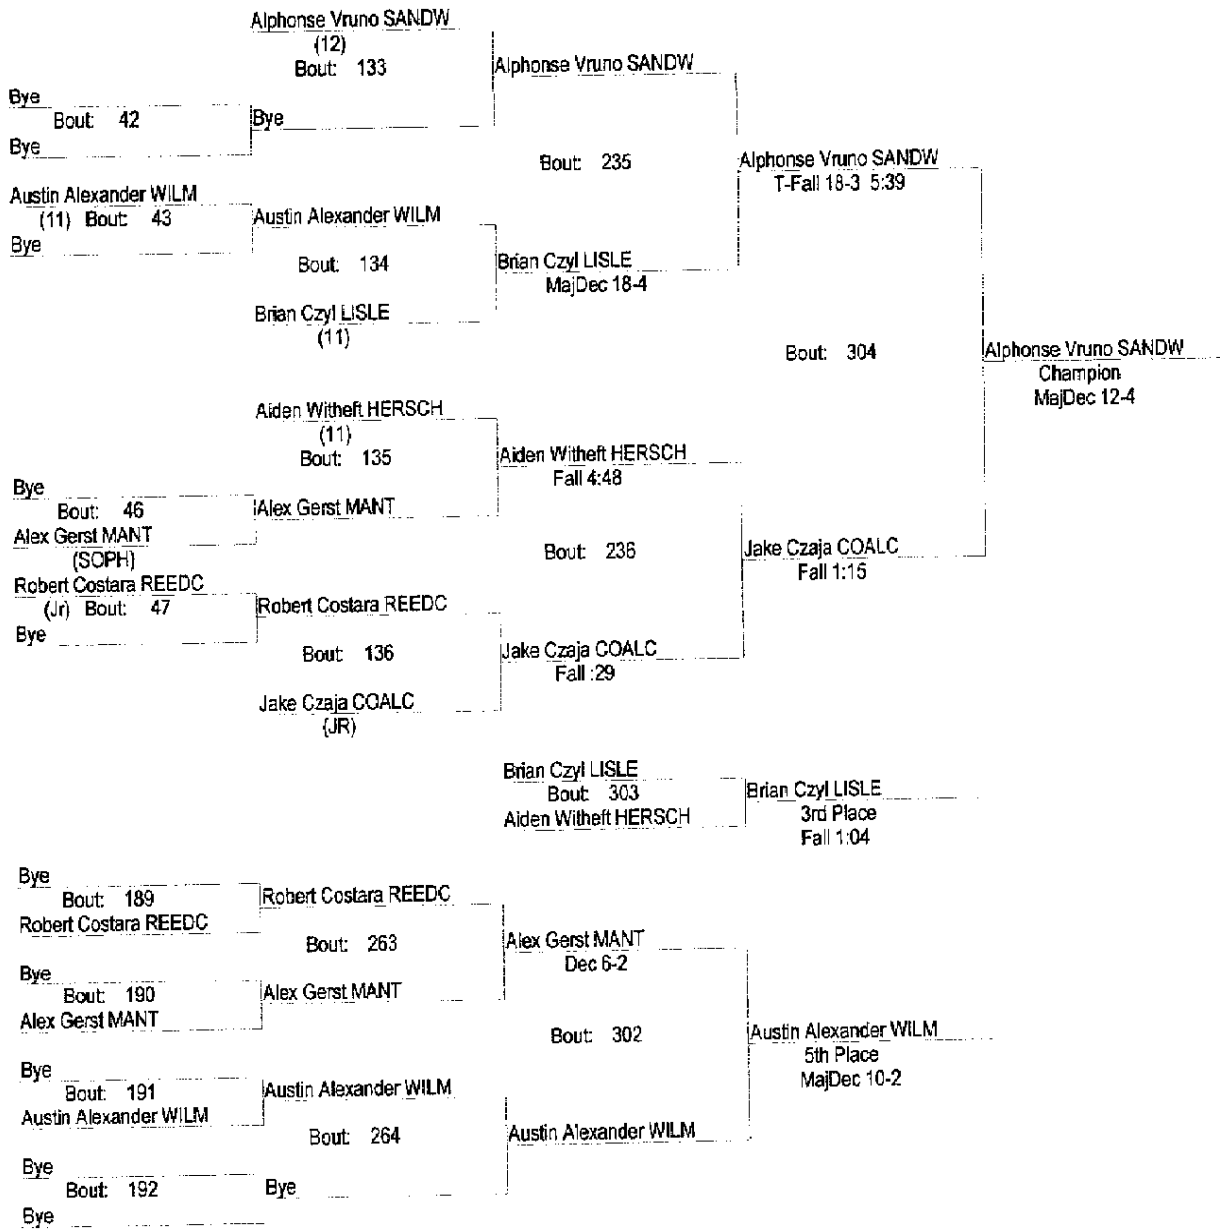 Alphonse Vruno SANDW
(12)
Bout: 133
Alphonse Vruno SANDW
Bye
Bout: 42
Bye
Bye
Bout: 235
Alphonse Vruno SANDW
T-Fall 18-3 5:39
Austin Alexander WILM
(11) Bout: 43
Austin Alexander WILM
Bye
Bout: 134
Brian Czyl LISLE
MajDec 18-4
Brian Czyl LISLE
(11)
Bout: 304
Alphonse Vruno SANDW
Champion
MajDec 12-4
Aiden Witheft HERSCH
(11)
Bout: 135
Aiden Witheft HERSCH
Fall 4:48
Bye
Bout: 46
Alex Gerst MANT
Alex Gerst MANT
(SOPH)
Bout: 236
Jake Czaja COALC
Fall 1:15
Robert Costara REEDC
(Jr) Bout: 47
Robert Costara REEDC
Bye
Bout: 136
Jake Czaja COALC
Fall :29
Jake Czaja COALC
(JR)
Brian Czyl LISLE
Bout: 303
Brian Czyl LISLE
Aiden Witheft HERSCH
3rd Place
Fall 1:04
Bye
Bout: 189
Robert Costara REEDC
Robert Costara REEDC
Bout: 263
Alex Gerst MANT
Dec 6-2
Bye
Bout: 190
Alex Gerst MANT
Alex Gerst MANT
Bout: 302
Austin Alexander WILM
5th Place
MajDec 10-2
Bye
Bout: 191
Austin Alexander WILM
Austin Alexander WILM
Bout: 264
Austin Alexander WILM
Bye
Bout: 192
Bye
Bye